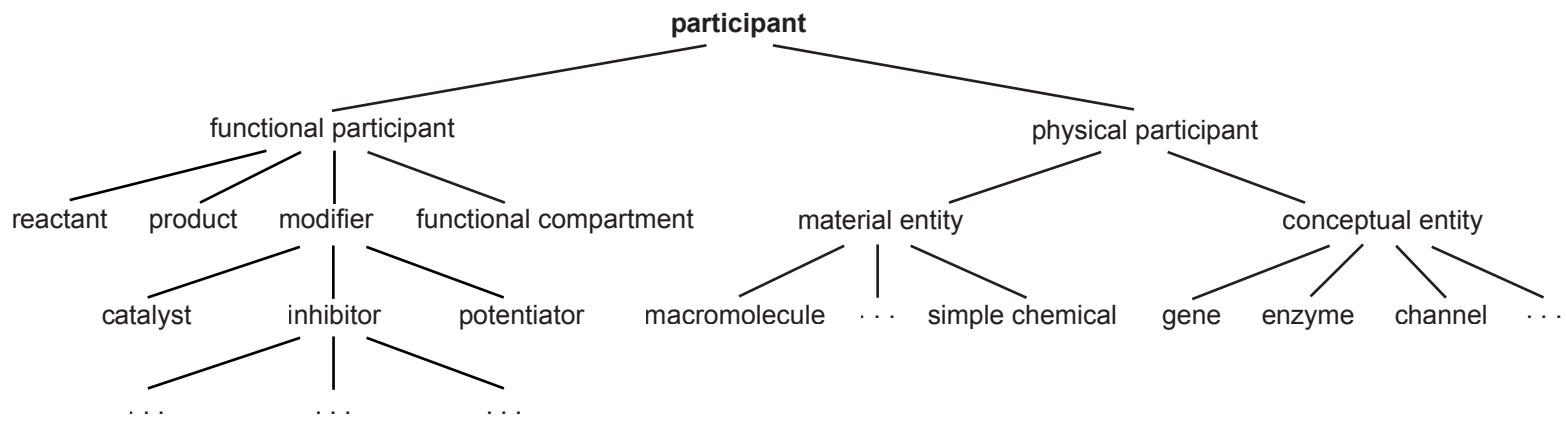 participant
functional participant physical participant
reactant product modifier functional compartment material entity conceptual entity
catalyst inhibitor potentiator macromolecule . . . simple chemical gene enzyme channel . . .
. . . . . . . . .